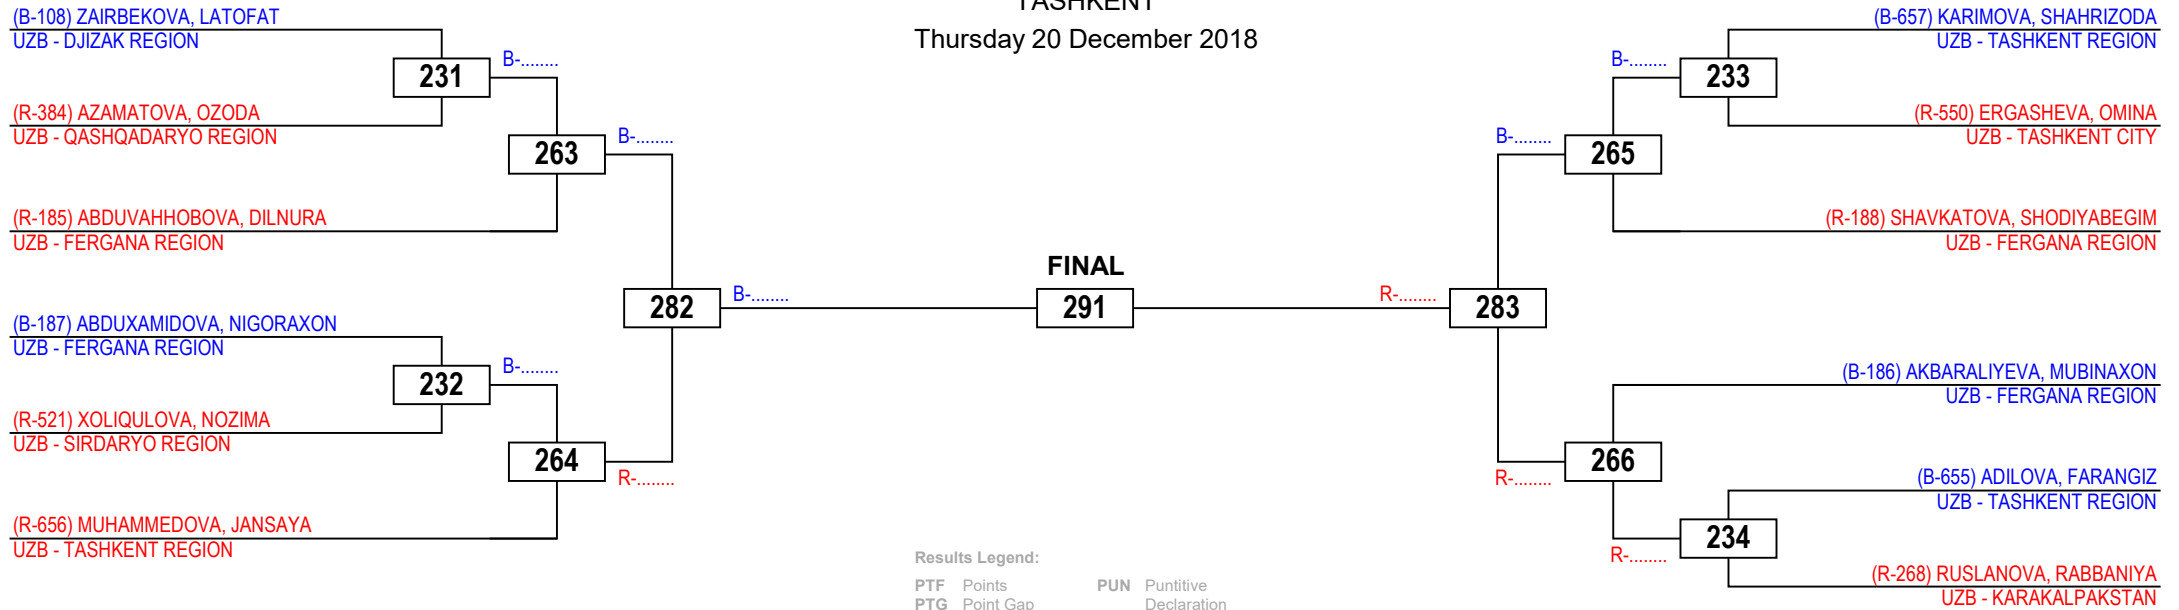 TASHKENT
Thursday 20 December 2018
(B-108) ZAIRBEKOVA, LATOFAT
UZB - DJIZAK REGION
B-........
231
(R-384) AZAMATOVA, OZODA
UZB - QASHQADARYO REGION
B-........
263
(R-185) ABDUVAHHOBOVA, DILNURA
UZB - FERGANA REGION
282
B-........
(B-187) ABDUXAMIDOVA, NIGORAXON
UZB - FERGANA REGION
B-........
232
(R-521) XOLIQULOVA, NOZIMA
UZB - SIRDARYO REGION
264
R-........
(R-656) MUHAMMEDOVA, JANSAYA
UZB - TASHKENT REGION
FINAL
291
(B-657) KARIMOVA, SHAHRIZODA
UZB - TASHKENT REGION
B-........
233
(R-550) ERGASHEVA, OMINA
UZB - TASHKENT CITY
B-........
265
(R-188) SHAVKATOVA, SHODIYABEGIM
UZB - FERGANA REGION
R-........
283
(B-186) AKBARALIYEVA, MUBINAXON
UZB - FERGANA REGION
266
R-........
(B-655) ADILOVA, FARANGIZ
UZB - TASHKENT REGION
234
R-........
(R-268) RUSLANOVA, RABBANIYA
UZB - KARAKALPAKSTAN
Results Legend:
PTF Points PUN Puntitive
PTG Point Gap Declaration